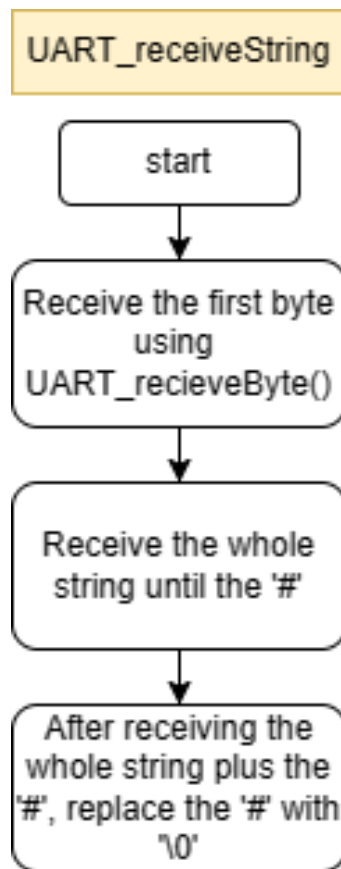 UART_receiveString
start
Receive the first byte
using
UART_recieveByte()
Receive the whole
string until the '#'
After receiving the
whole string plus the
'#', replace the '#' with
'\0'